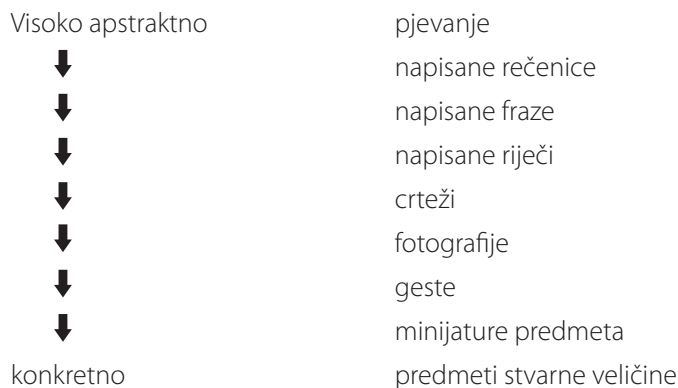 Visoko apstraktno pjevanje
napisane rečenice
napisane fraze
napisane riječi
crteži
fotografije
geste
minijature predmeta
konkretno predmeti stvarne veličine